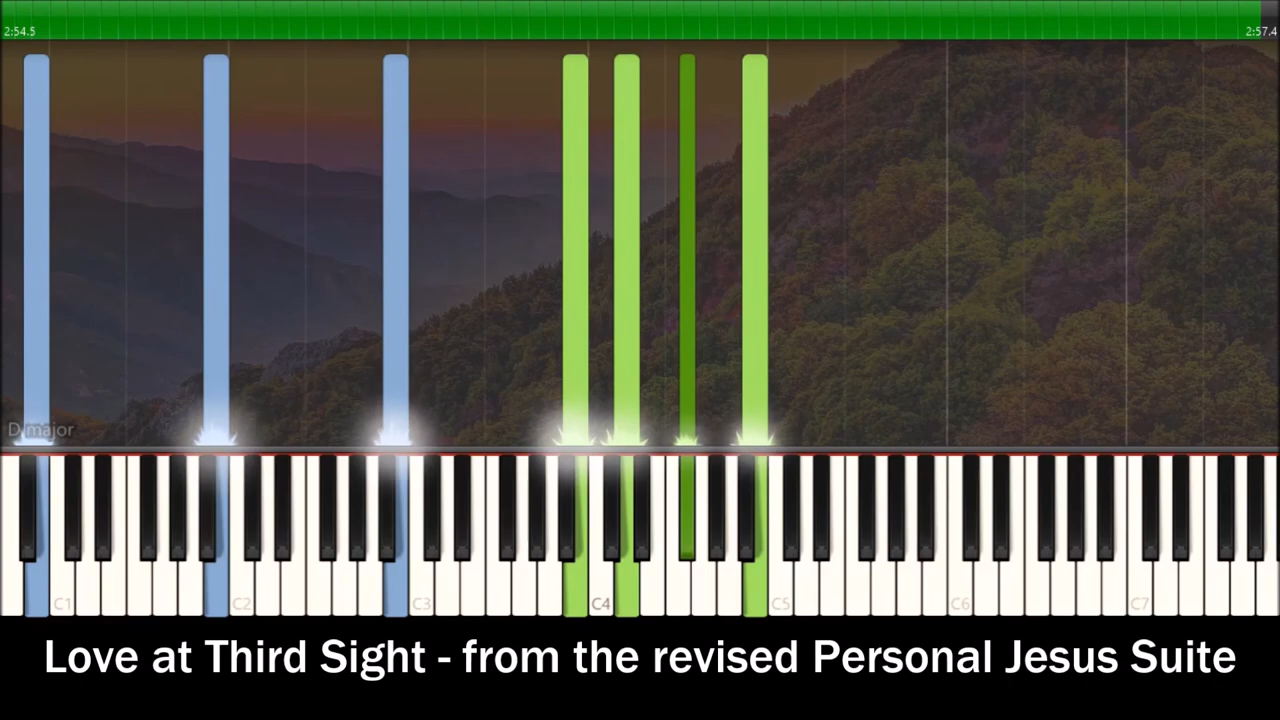 2:54.5
2:57.4
D major
C1
C2
C3
C4
C5
C6
C7
Love at Third Sight - from the revised Personal Jesus Suite